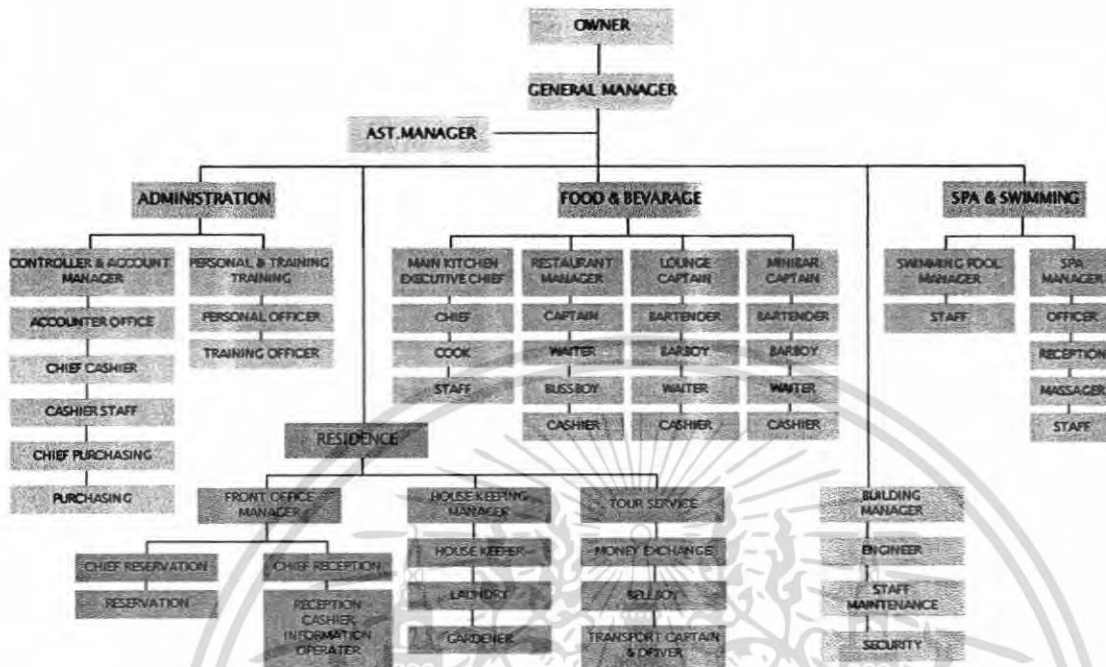 OWNER
GENERAL MANAGER
AST.MANAGER
ADMINISTRATION
FOOD & BEVARAGE
SPA & SWIMMING
CONTROLLER & ACCOUNT
MANAGER
ACCOUNTER OFFICE
CHIEF CASHIER
CASHIER STAFF
CHIEF PURCHASING
PURCHASING
PERSONAL & TRAINING
TRAINING
PERSONAL OFFICER
TRAINING OFFICER
MAIN KITCHEN
EXECUTIVE CHIEF
CHIEF
COOK
STAFF
RESTAURANT
MANAGER
CAPTAIN
WAITER
BUSSBOY
CASHIER
LOUNGE
CAPTAIN
BARTENDER
BARBOY
WAITER
CASHIER
MINIBAR
CAPTAIN
BARTENDER
BARBOY
WAITER
CASHIER
SWIMMING POOL
MANAGER
STAFF
SPA
MANAGER
OFFICER
RECEPTION
MASSAGER
STAFF
RESIDENCE
FRONT OFFICE
MANAGER
CHIEF RESERVATION
RESERVATION
CHIEF RECEPTION
RECEPTION
CASHIER,
INFORMATION
OPERATER
HOUSE KEEPING
MANAGER
HOUSE KEEPER
LAUNDRY
GARDENER
TOUR SERVICE
MONEY EXCHANGE
BELLBOY
TRANSPORT CAPTAIN
& DRIVER
BUILDING
MANAGER
ENGINEER
STAFF
MAINTENANCE
SECURITY